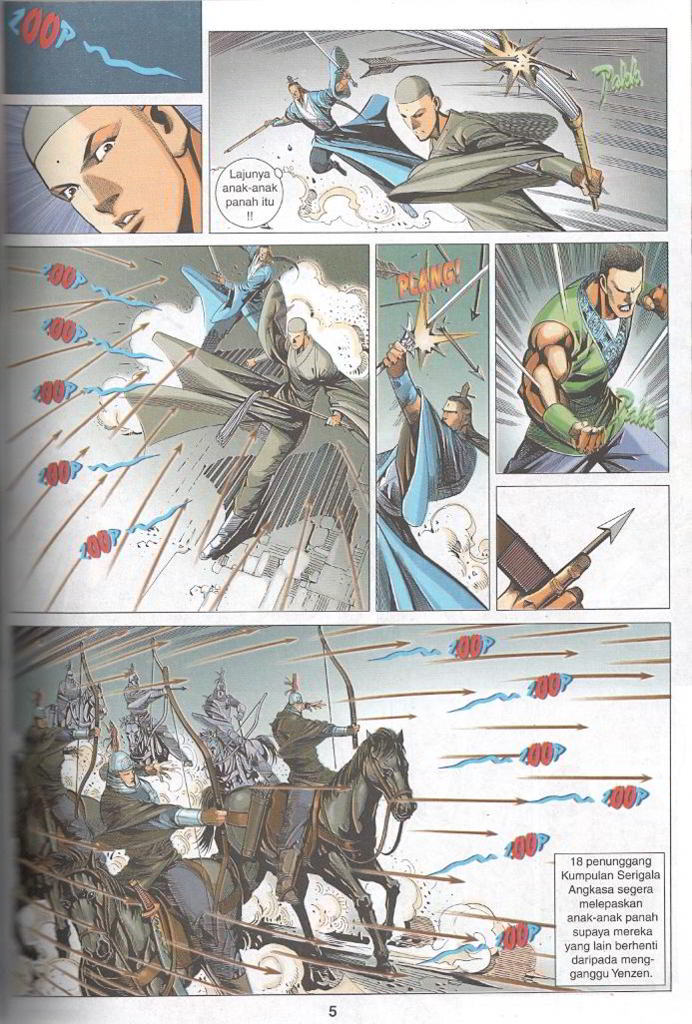 ZOOP
Pakk
Lajunya
anak-anak
panah itu
!!
ZOOP
ZOOP
ZOOP
ZOOP
ZOOP
PLANG!
ZOOP
ZOOP
ZOOP
ZOOP
ZOOP
ZOOP
18 penunggang
Kumpulan Serigala
Angkasa segera
melepaskan
anak-anak panah
supaya mereka
yang lain berhenti
daripada meng-
ganggu Yenzen.
5